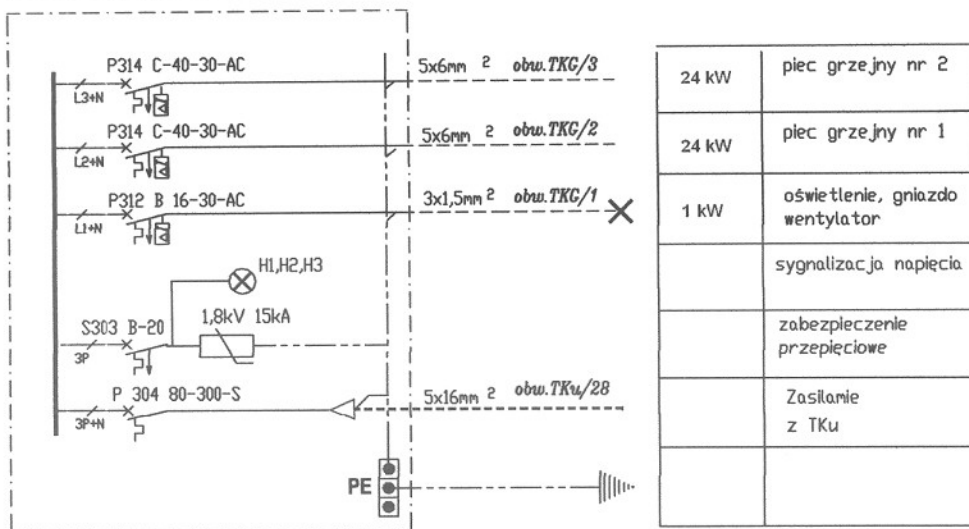 P314 C-40-30-AC
L3+N
5x6mm 2 obw.TKG/3
24 kW piec grzejny nr 2
P314 C-40-30-AC
L2+N
5x6mm 2 obw.TKG/2
24 kW piec grzejny nr 1
P312 B 16-30-AC
L1+N
3x1,5mm 2 obw.TKG/1
1 kW oświetlenie, gniazdo
wentylator
H1,H2,H3
sygnalizacja napięcia
S303 B-20
3P
1,8kV 15kA
zabezpieczenie
przepięciowe
P 304 80-300-S
3P+N
5x16mm 2 obw.TKu/28
Zasilamie
z TKu
PE